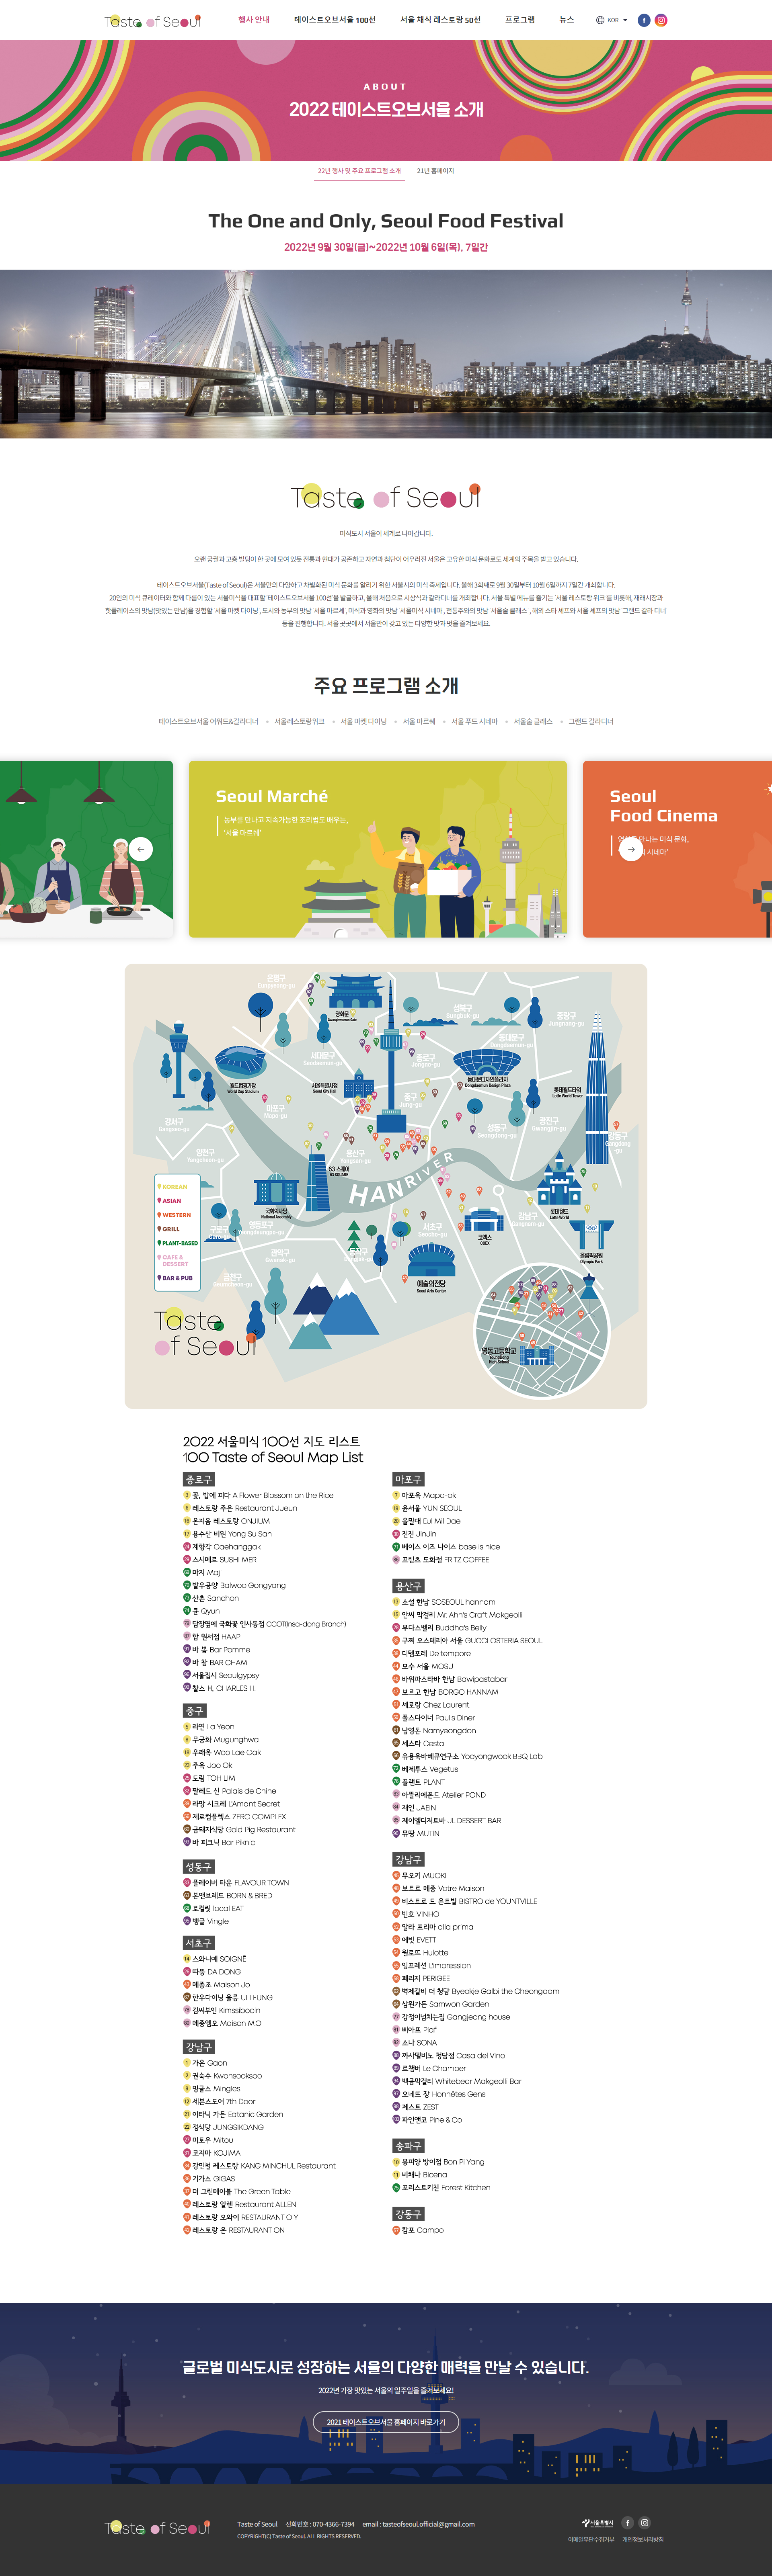 Taste of Seoul
행사 안내
테이스트오브서울 100선
서울 채식 레스토랑 50선
프로그램
뉴스
KOR
ABOUT
2022 테이스트오브서울 소개
22년 행사 및 주요 프로그램 소개
21년 홈페이지
The One and Only, Seoul Food Festival
2022년 9월 30일(금)~2022년 10월 6일(목), 7일간
Taste of Seoul
미식도시 서울이 세계로 나아갑니다.
오랜 궁궐과 고층 빌딩이 한 곳에 모여 있듯 전통과 현대가 공존하고 자연과 첨단이 어우러진 서울은 고유한 미식 문화로도 세계의 주목을 받고 있습니다.
테이스트오브서울(Taste of Seoul)은 서울만의 다양하고 차별화된 미식 문화를 알리기 위한 서울시의 미식 축제입니다. 올해 3회째로 9월 30일부터 10월 6일까지 7일간 개최합니다.
20인의 미식 큐레이터와 함께 다름이 있는 서울미식을 대표할 '테이스트오브서울 100선'을 발굴하고, 올해 처음으로 시상식과 갈라디너를 개최합니다. 서울 특별 메뉴를 즐기는 '서울 레스토랑 위크'를 비롯해, 재래시장과
핫플레이스의 맛남(맛있는 만남)을 경험할 '서울 마켓 다이닝', 도시와 농부의 맛남 '서울 마르쉐', 미식과 영화의 맛남 '서울미식 시네마', 전통주와의 맛남 '서울술 클래스', 해외 스타 셰프와 서울 셰프의 맛남 '그랜드 갈라 디너'
등을 진행합니다. 서울 곳곳에서 서울만이 갖고 있는 다양한 맛과 멋을 즐겨보세요.
주요 프로그램 소개
테이스트오브서울 어워드&갈라디너
서울레스토랑위크
서울 마켓 다이닝
서울 마르쉐
서울 푸드 시네마
서울술 클래스
그랜드 갈라디너
Seoul Marché
농부를 만나고 지속가능한 조리법도 배우는,
'서울 마르쉐'
Seoul
Food Cinema
만나는 미식 문화,
시네마'
은평구
광화문
성북구
Seongbuk-gu
중랑구
Jungnang-gu
서대문구
동대문구
월드컵경기장
World Cup Stadium
서울특별시청
Seoul City Hall
종로구
Jongno-gu
동대문디자인플라자
Dongdaemun Design Plaza
롯데월드타워
Lotte World Tower
마포구
Mapo-gu
중구
Jung-gu
강서구
Gangseo-gu
성동구
Seongdong-gu
광진구
Gwangjin-gu
Gangdong
-gu
양천구
Yangcheon-gu
용산구
63 스퀘어
63 SQUARE
HANRIVER
KOREAN
ASIAN
WESTERN
GRILL
PLANT-BASED
CAFE &
DESSERT
BAR & PUB
국회의사당
National Assembly
영등포구
서초구
Seocho-gu
강남구
Gangnam-gu
코엑스
COEX
롯데월드
Lotte World
올림픽공원
Olympic Park
관악구
Gwanak-gu
금천구
예술의전당
Seoul Arts Center
영동고등학교
Youngdong
High School
Taste
of Seoul
2022 서울미식 100선 지도 리스트
100 Taste of Seoul Map List
종로구
3 꽃, 밥에 피다 A Flower Blossom on the Rice
6 레스토랑 주은 Restaurant Jueun
16 온지음 레스토랑 ONJIUM
17 용수산 비원 Yong Su San
계향각 Gaehanggak
스시메르 SUSHI MER
마지 Maji
발우공양 Balwoo Gongyang
산촌 Sanchon
큔 Qyun
담장옆에 국화꽃 인사동점 CCOT(Insa-dong Branch)
합 원서점 HAAP
바 뽐 Bar Pomme
바 참 BAR CHAM
서울집시 Seoulgypsy
찰스 H. CHARLES H.
중구
5 라연 La Yeon
8 무궁화 Mugunghwa
18 우래옥 Woo Lae Oak
23 주옥 Joo Ok
도림 TOH LIM
팔레드 신 Palais de Chine
라망 시크레 L'Amant Secret
제로컴플렉스 ZERO COMPLEX
금돼지식당 Gold Pig Restaurant
바 피크닉 Bar Piknic
성동구
플레이버 타운 FLAVOUR TOWN
본앤브레드 BORN & BRED
로컬릿 local EAT
뱅글 Vingle
서초구
14 스와니예 SOIGNÉ
따뚱 DA DONG
메종조 Maison Jo
한우다이닝 울릉 ULLEUNG
김씨부인 Kimssibooin
메종엠오 Maison M.O
강남구
1 가온 Gaon
2 권숙수 Kwonsooksoo
9 밍글스 Mingles
12 세븐스도어 7th Door
21 이타닉 가든 Eatanic Garden
22 정식당 JUNGSIKDANG
미토우 Mitou
코지마 KOJIMA
강민철 레스토랑 KANG MINCHUL Restaurant
기가스 GIGAS
더 그린테이블 The Green Table
레스토랑 알렌 Restaurant ALLEN
레스토랑 오와이 RESTAURANT O Y
레스토랑 온 RESTAURANT ON
마포구
7 마포옥 Mapo-ok
19 윤서울 YUN SEOUL
20 을밀대 Eul Mil Dae
진진 JinJin
베이스 이즈 나이스 base is nice
프릳츠 도화점 FRITZ COFFEE
용산구
13 소설 한남 SOSEOUL hannam
15 안씨 막걸리 Mr. Ahn's Craft Makgeolli
부다스벨리 Buddha's Belly
구찌 오스테리아 서울 GUCCI OSTERIA SEOUL
디템포레 De tempore
모수 서울 MOSU
바위파스타바 한남 Bawipastabar
보르고 한남 BORGO HANNAM
쉐로랑 Chez Laurent
폴스다이너 Paul's Diner
남영돈 Namyeongdon
세스타 Cesta
유용욱바베큐연구소 Yooyongwook BBQ Lab
베제투스 Vegetus
플랜트 PLANT
아뜰리에폰드 Atelier POND
재인 JAEIN
제이엘디저트바 JL DESSERT BAR
뮤땅 MUTIN
강남구
무오키 MUOKI
보트르 메종 Votre Maison
비스트로 드 욘트빌 BISTRO de YOUNTVILLE
빈호 VINHO
알라 프리마 alla prima
에빗 EVETT
윌로뜨 Hulotte
임프레션 L'impression
페리지 PERIGEE
벽제갈비 더 청담 Byeokje Galbi the Cheongdam
삼원가든 Samwon Garden
강정이넘치는집 Gangjeong house
삐아프 Piaf
소나 SONA
까사델비노 청담점 Casa del Vino
르챔버 Le Chamber
백곰막걸리 Whitebear Makgeolli Bar
오네뜨 장 Honnêtes Gens
제스트 ZEST
파인앤코 Pine & Co
송파구
10 봉피양 방이점 Bon Pi Yang
11 비채나 Bicena
포리스트키친 Forest Kitchen
강동구
캄포 Campo
글로벌 미식도시로 성장하는 서울의 다양한 매력을 만날 수 있습니다.
2022년 가장 맛있는 서울의 일주일을 즐겨보세요!
2021 테이스트오브서울 홈페이지 바로가기
Taste of Seoul
Taste of Seoul 전화번호 : 070-4366-7394 email : tasteofseoul.official@gmail.com
COPYRIGHT(C) Taste of Seoul. ALL RIGHTS RESERVED.
서울특별시
이메일무단수집거부
개인정보처리방침